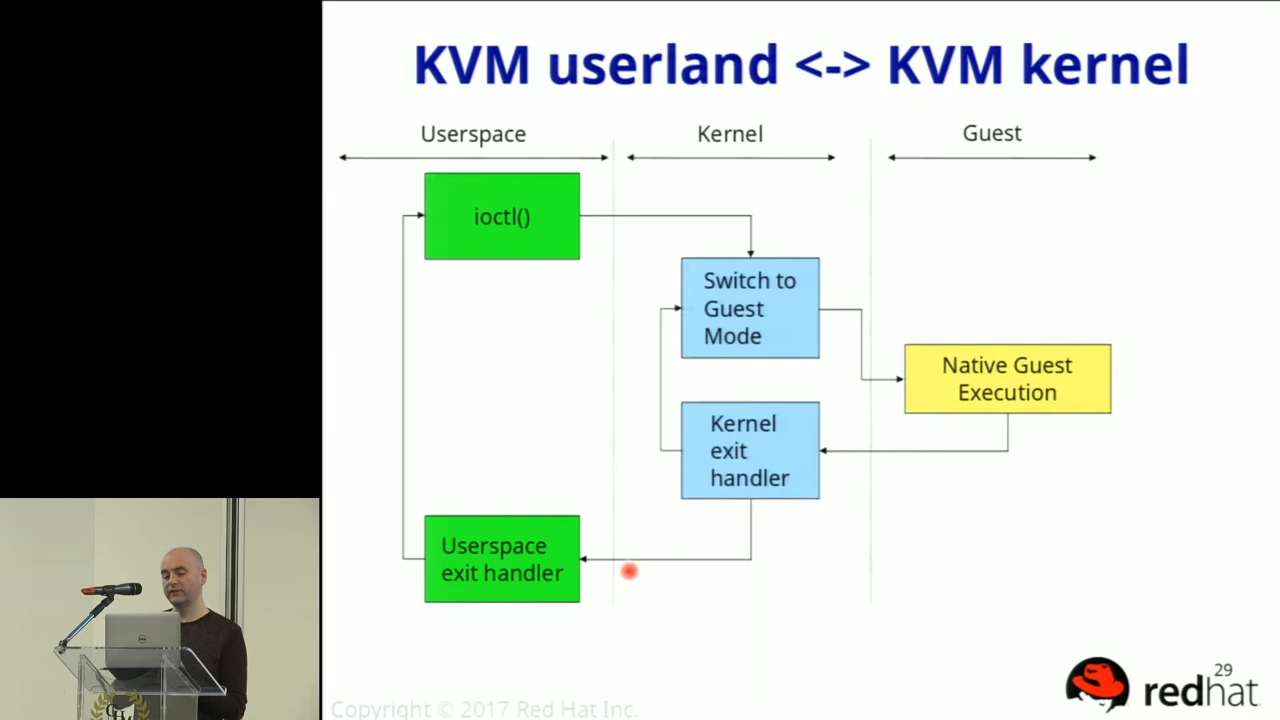 KVM userland <-> KVM kernel
Userspace
Kernel
Guest
ioctl()
Switch to
Guest
Mode
Native Guest
Execution
Kernel
exit
handler
Userspace
exit handler
29
redhat.
Copyright © 2017 Red Hat Inc.